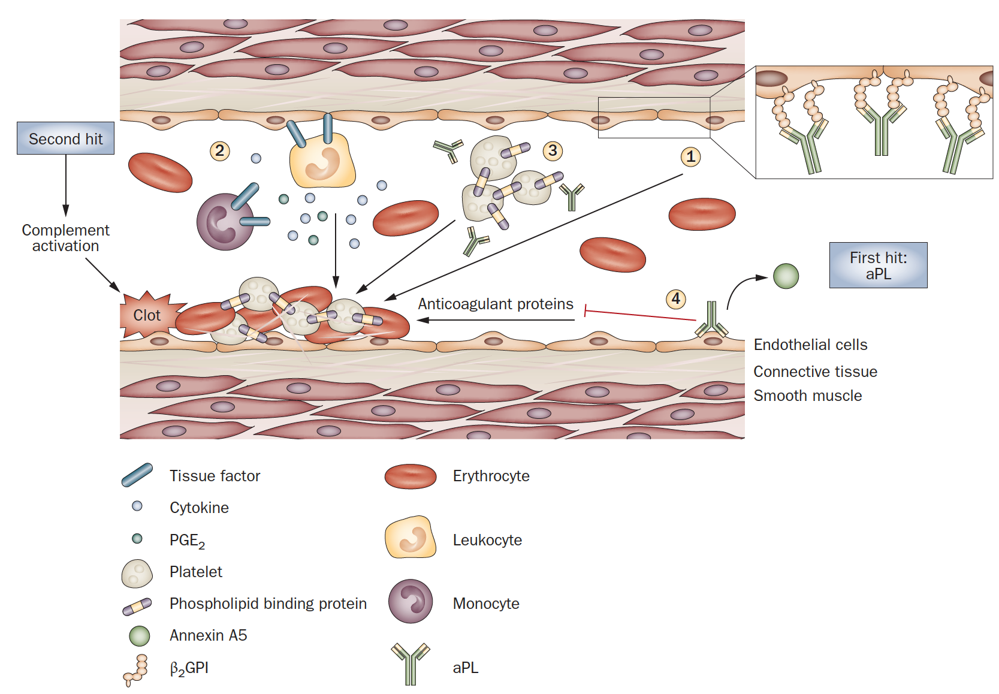 Second hit
2
3
1
Complement
activation
First hit:
aPL
4
Anticoagulant proteins
Clot
Endothelial cells
Connective tissue
Smooth muscle
Tissue factor
Erythrocyte
Cytokine
PGE₂
Leukocyte
Platelet
Phospholipid binding protein
Monocyte
Annexin A5
β₂GPI
aPL